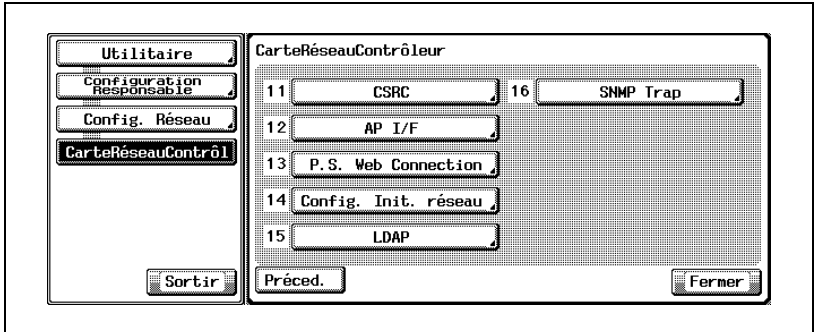 Utilitaire
Configuration
Responsable
Config. Réseau
CarteRéseauContrôl
Sortir
CarteRéseauContrôleur
11 CSRC
12 AP I/F
13 P.S. Web Connection
14 Config. Init. réseau
15 LDAP
16 SNMP Trap
Préced.
Fermer